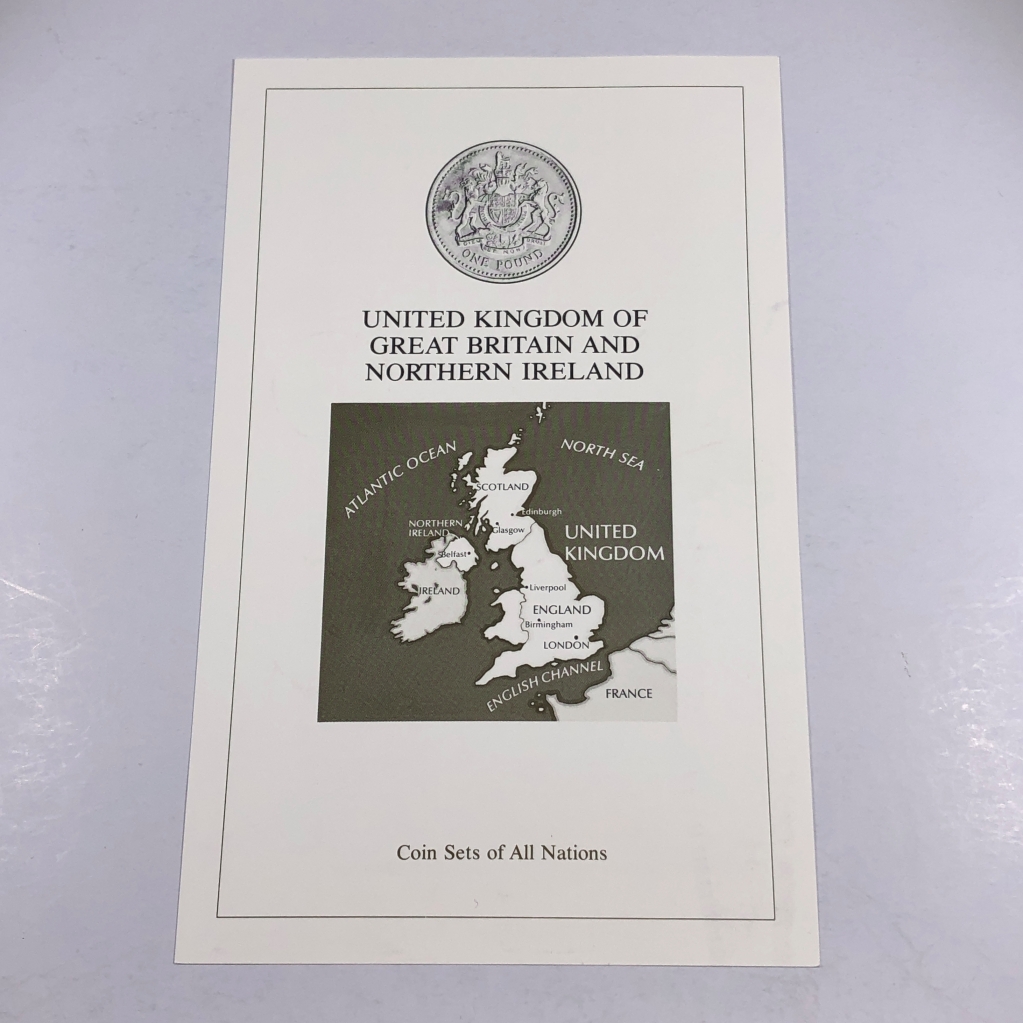 ONE POUND
UNITED KINGDOM OF
GREAT BRITAIN AND
NORTHERN IRELAND
ATLANTIC OCEAN
NORTH SEA
SCOTLAND
Edinburgh
NORTHERN
IRELAND
Glasgow
UNITED
KINGDOM
Belfast
IRELAND
Liverpool
ENGLAND
Birmingham
LONDON
ENGLISH CHANNEL
FRANCE
Coin Sets of All Nations